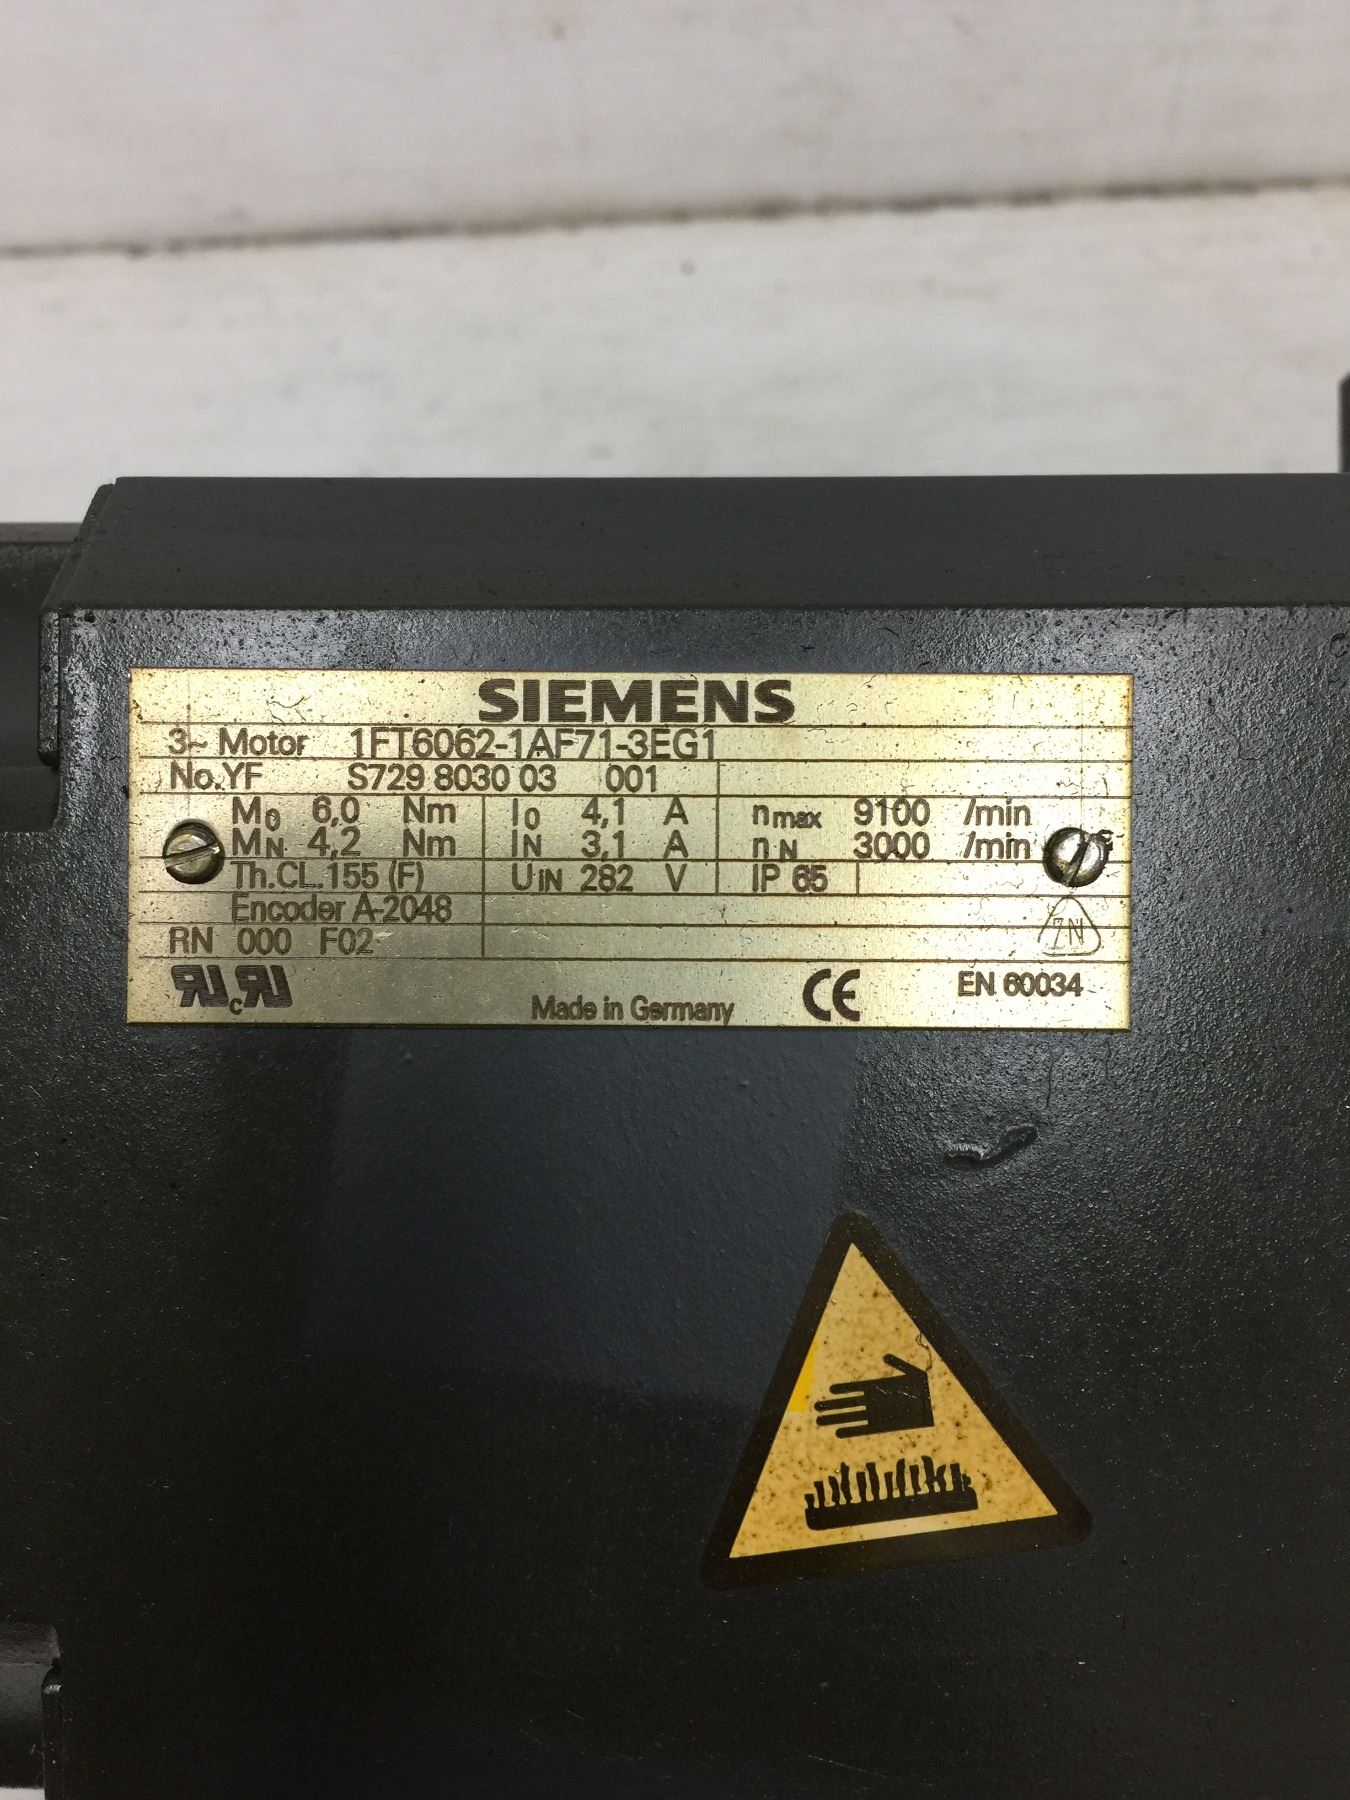 SIEMENS
3~ Motor 1FT6062-1AF71-3EG1
No.YF S729 8030 03 001
M0 6,0 Nm I0 4,1 A nmax 9100 /min
MN 4,2 Nm IN 3,1 A nN 3000 /min
Th.CL.155 (F) UIN 282 V IP 65
Encoder A-2048
RN 000 F02
Made in Germany CE EN 60034